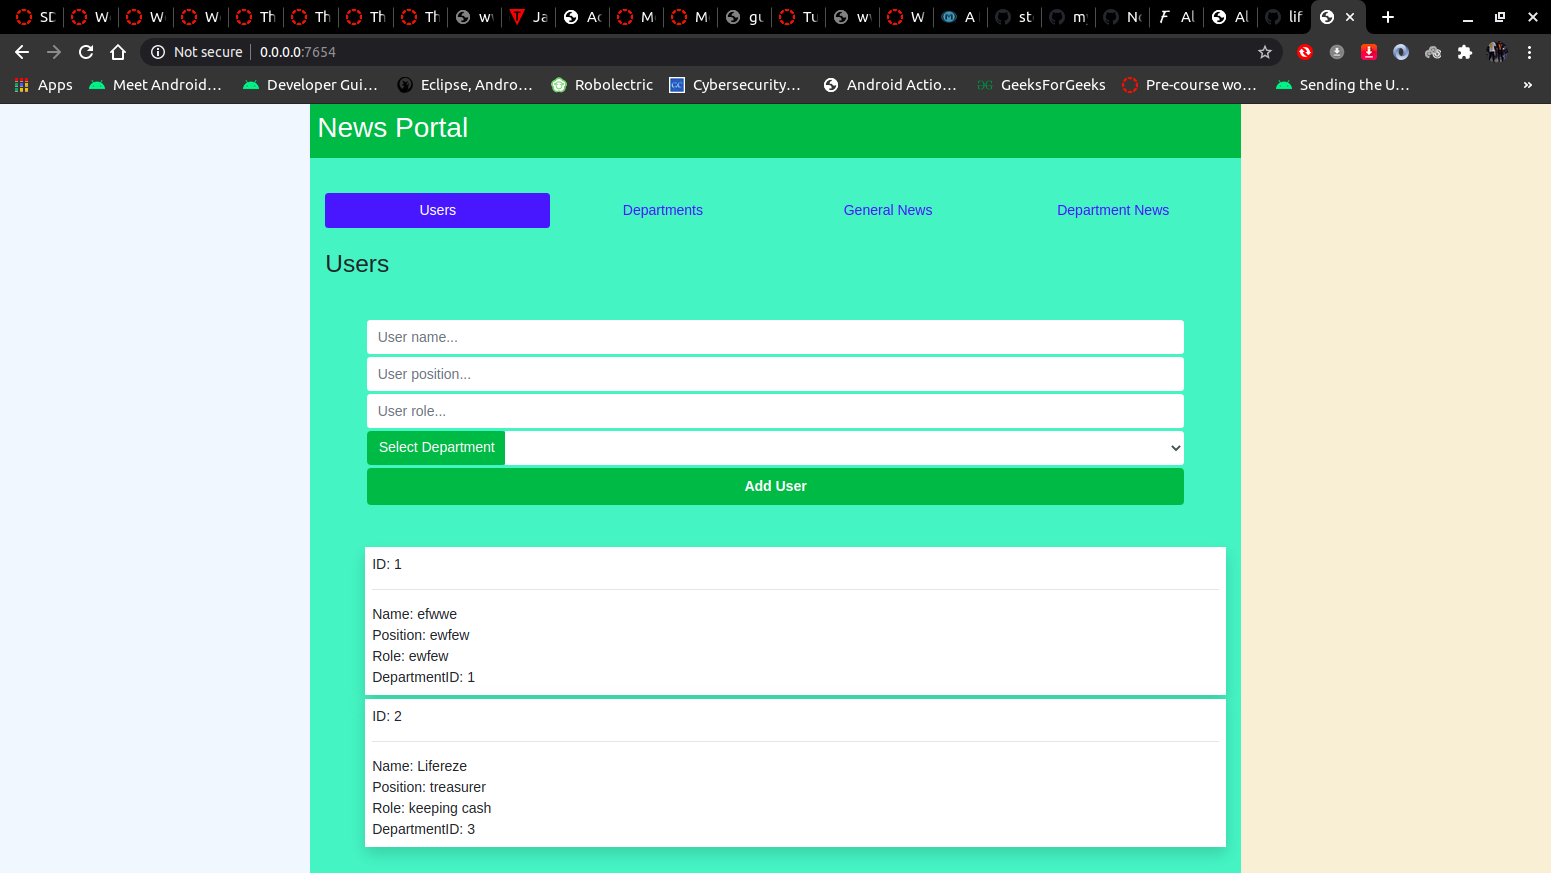 SD W W W Th Th Th Th w Ja Ac M M gu Tu w W A st my No Al Al lif
Not secure 0.0.0.0:7654
Apps Meet Android... Developer Gui... Eclipse, Andro... Robolectric GC Cybersecurity... Android Actio... GeeksForGeeks Pre-course wo... Sending the U... »
News Portal
Users Departments General News Department News
Users
User name...
User position...
User role...
Select Department
Add User
ID: 1
Name: efwwe
Position: ewfew
Role: ewfew
DepartmentID: 1
ID: 2
Name: Lifereze
Position: treasurer
Role: keeping cash
DepartmentID: 3